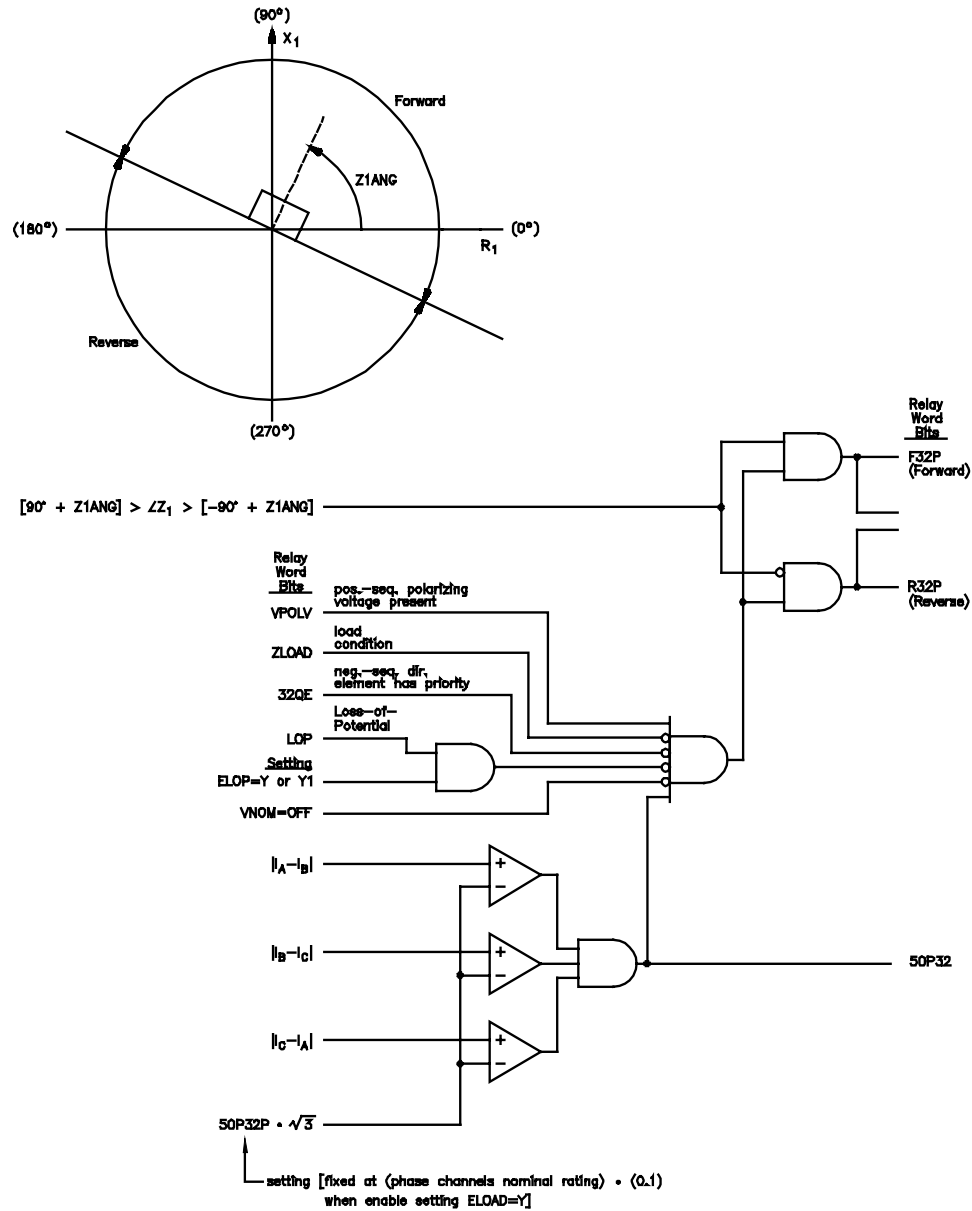 (90°)
X1
Forward
Z1ANG
(180°)
(0°)
R1
Reverse
(270°)
Relay
Word
Bits
F32P
(Forward)
[90° + Z1ANG] > ∠Z1 > [-90° + Z1ANG]
Relay
Word
Bits
R32P
(Reverse)
pos.-seq. polarizing
voltage present
VPOLV
load
condition
ZLOAD
neg.-seq. dir.
element has priority
32QE
Loss-of-
Potential
LOP
Setting
ELOP=Y or Y1
VNOM=OFF
|IA-IB|
+
-
|IB-IC|
+
-
50P32
|IC-IA|
+
-
50P32P • √3
setting [fixed at (phase channels nominal rating) • (0.1)
when enable setting ELOAD=Y]